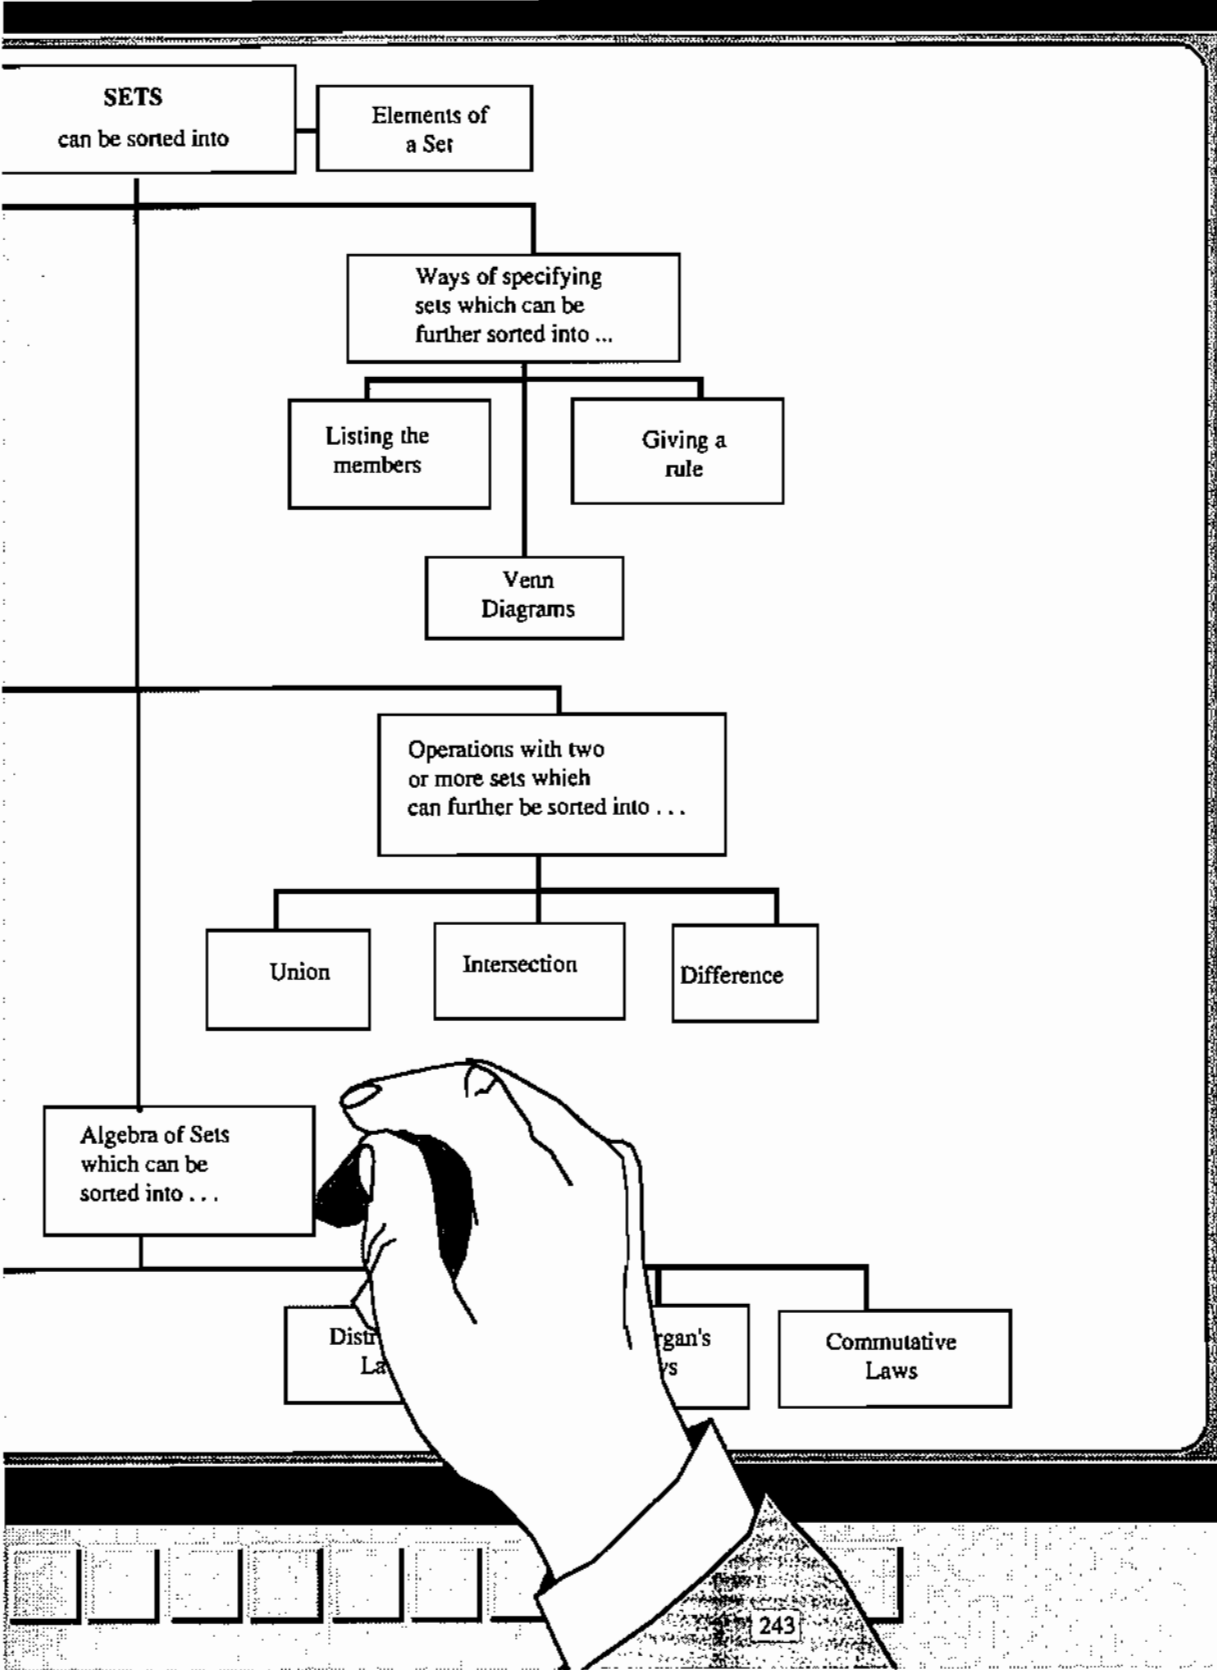 SETS
can be sorted into
Elements of
a Set
Ways of specifying
sets which can be
further sorted into ...
Listing the
members
Giving a
rule
Venn
Diagrams
Operations with two
or more sets which
can further be sorted into . . .
Union
Intersection
Difference
Algebra of Sets
which can be
sorted into . . .
Commutative
Laws
243